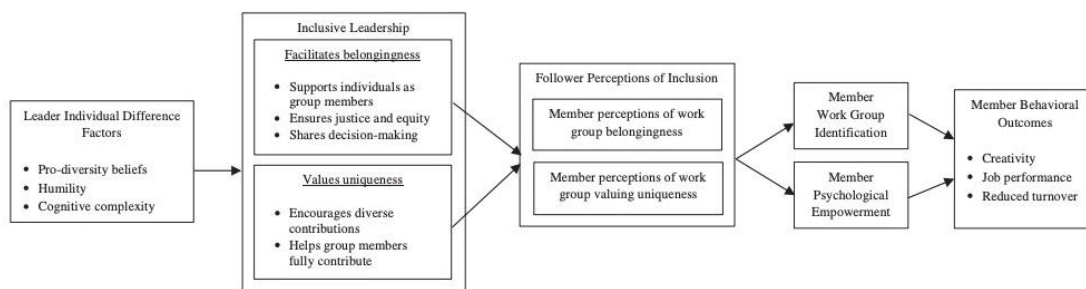 Leader Individual Difference
Factors
• Pro-diversity beliefs
• Humility
• Cognitive complexity
Inclusive Leadership
Facilitates belongingness
• Supports individuals as
group members
• Ensures justice and equity
• Shares decision-making
Values uniqueness
• Encourages diverse
contributions
• Helps group members
fully contribute
Follower Perceptions of Inclusion
Member perceptions of work
group belongingness
Member perceptions of work
group valuing uniqueness
Member
Work Group
Identification
Member
Psychological
Empowerment
Member Behavioral
Outcomes
• Creativity
• Job performance
• Reduced turnover